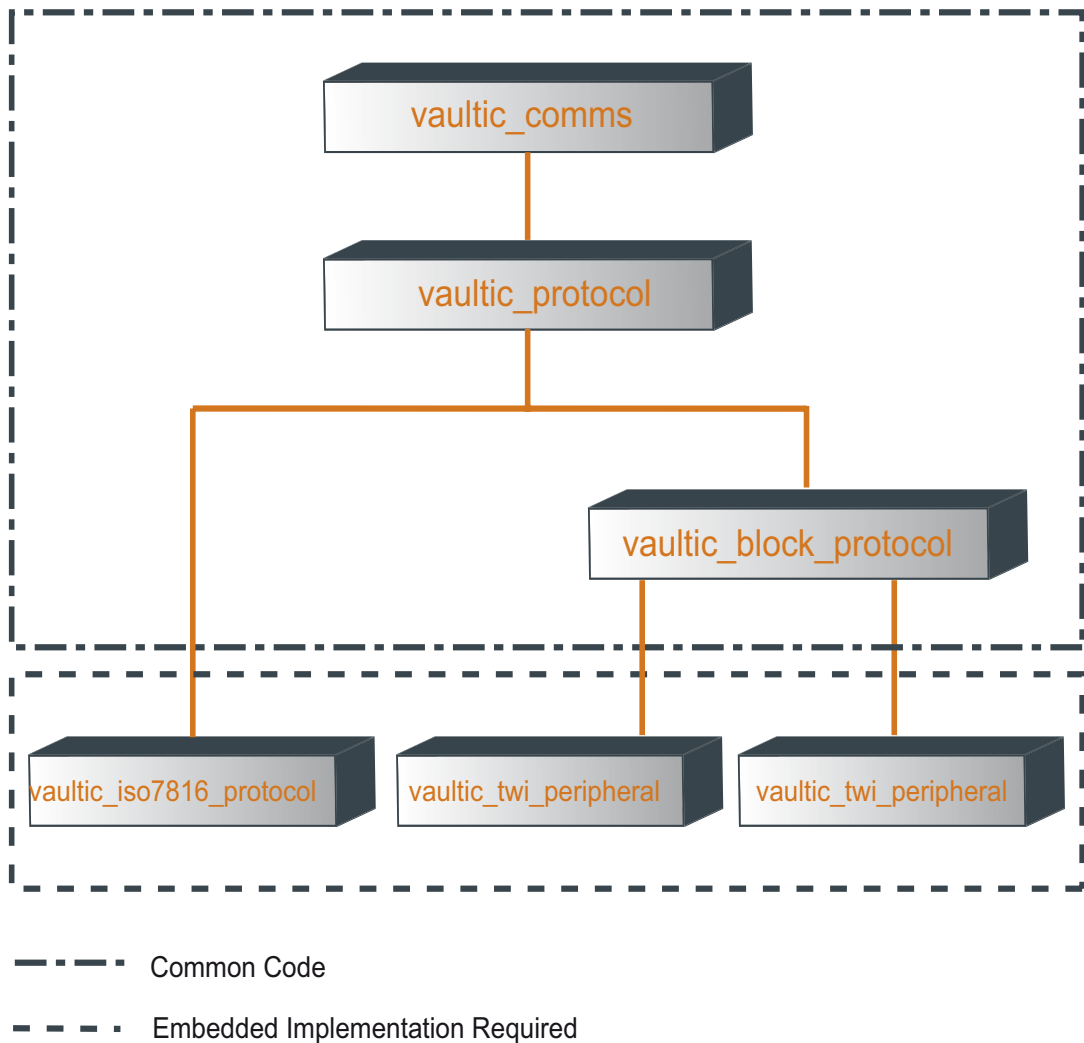 vaultic_comms
vaultic_protocol
vaultic_block_protocol
vaultic_iso7816_protocol
vaultic_twi_peripheral
vaultic_twi_peripheral
Common Code
Embedded Implementation Required